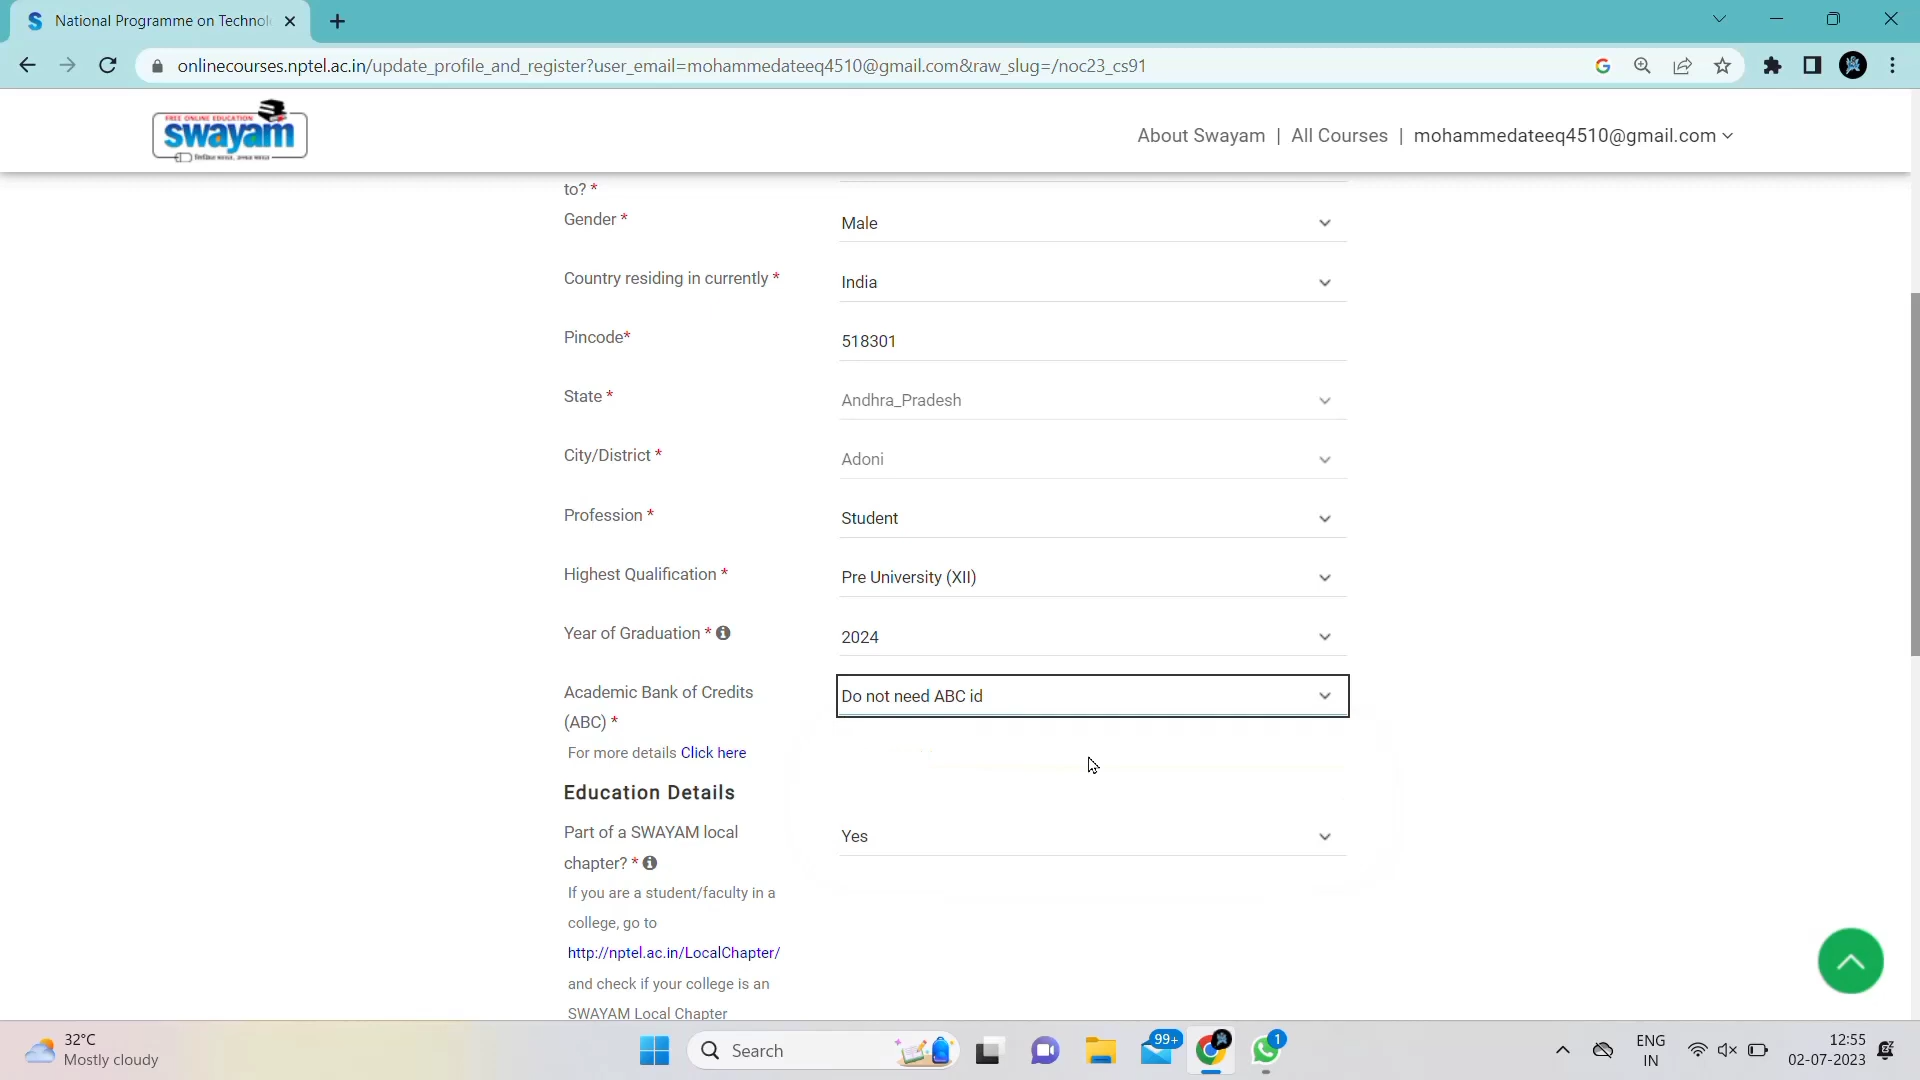 National Programme on Technol
onlinecourses.nptel.ac.in/update_profile_and_register?user_email=mohammedateeq4510@gmail.com&raw_slug=/noc23_cs91
FREE ONLINE EDUCATION
swayam
About Swayam | All Courses | mohammedateeq4510@gmail.com
to? *
Gender * Male
Country residing in currently * India
Pincode* 518301
State * Andhra_Pradesh
City/District * Adoni
Profession * Student
Highest Qualification * Pre University (XII)
Year of Graduation * 2024
Academic Bank of Credits Do not need ABC id
(ABC) *
For more details Click here
Education Details
Part of a SWAYAM local Yes
chapter? *
If you are a student/faculty in a
college, go to
http://nptel.ac.in/LocalChapter/
and check if your college is an
SWAYAM Local Chapter
32°C
Mostly cloudy
Search
99+
1
ENG
IN
12:55
02-07-2023